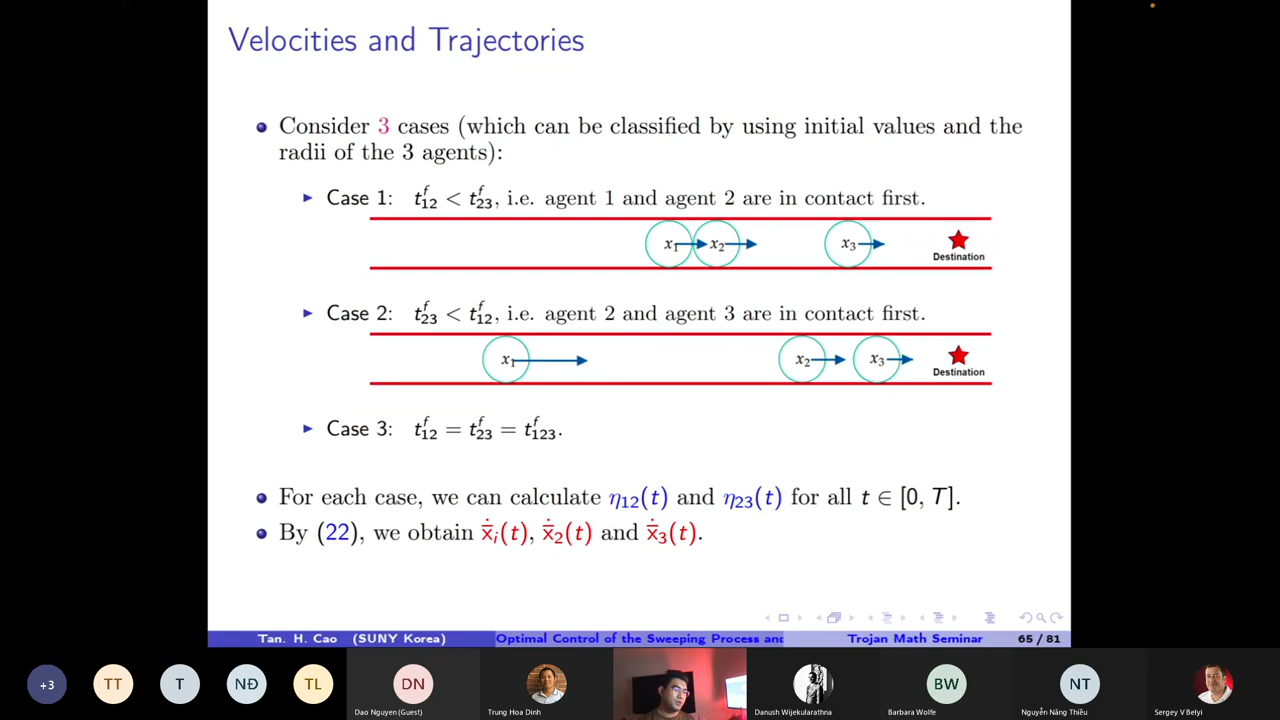 Velocities and Trajectories
Consider 3 cases (which can be classified by using initial values and the
radii of the 3 agents):
Case 1: t^f_12 < t^f_23, i.e. agent 1 and agent 2 are in contact first.
x1 x2 x3
Destination
Case 2: t^f_23 < t^f_12, i.e. agent 2 and agent 3 are in contact first.
x1 x2 x3
Destination
Case 3: t^f_12 = t^f_23 = t^f_123.
For each case, we can calculate η12(t) and η23(t) for all t ∈ [0, T].
By (22), we obtain ẋ̄i(t), ẋ̄2(t) and ẋ̄3(t).
Tan. H. Cao (SUNY Korea) Optimal Control of the Sweeping Process and Trojan Math Seminar 65 / 81
+3 TT T NĐ TL DN BW NT
Dao Nguyen (Guest) Trung Hoa Dinh Danush Wijekularathna Barbara Wolfe Nguyễn Năng Thiều Sergey V Belyi